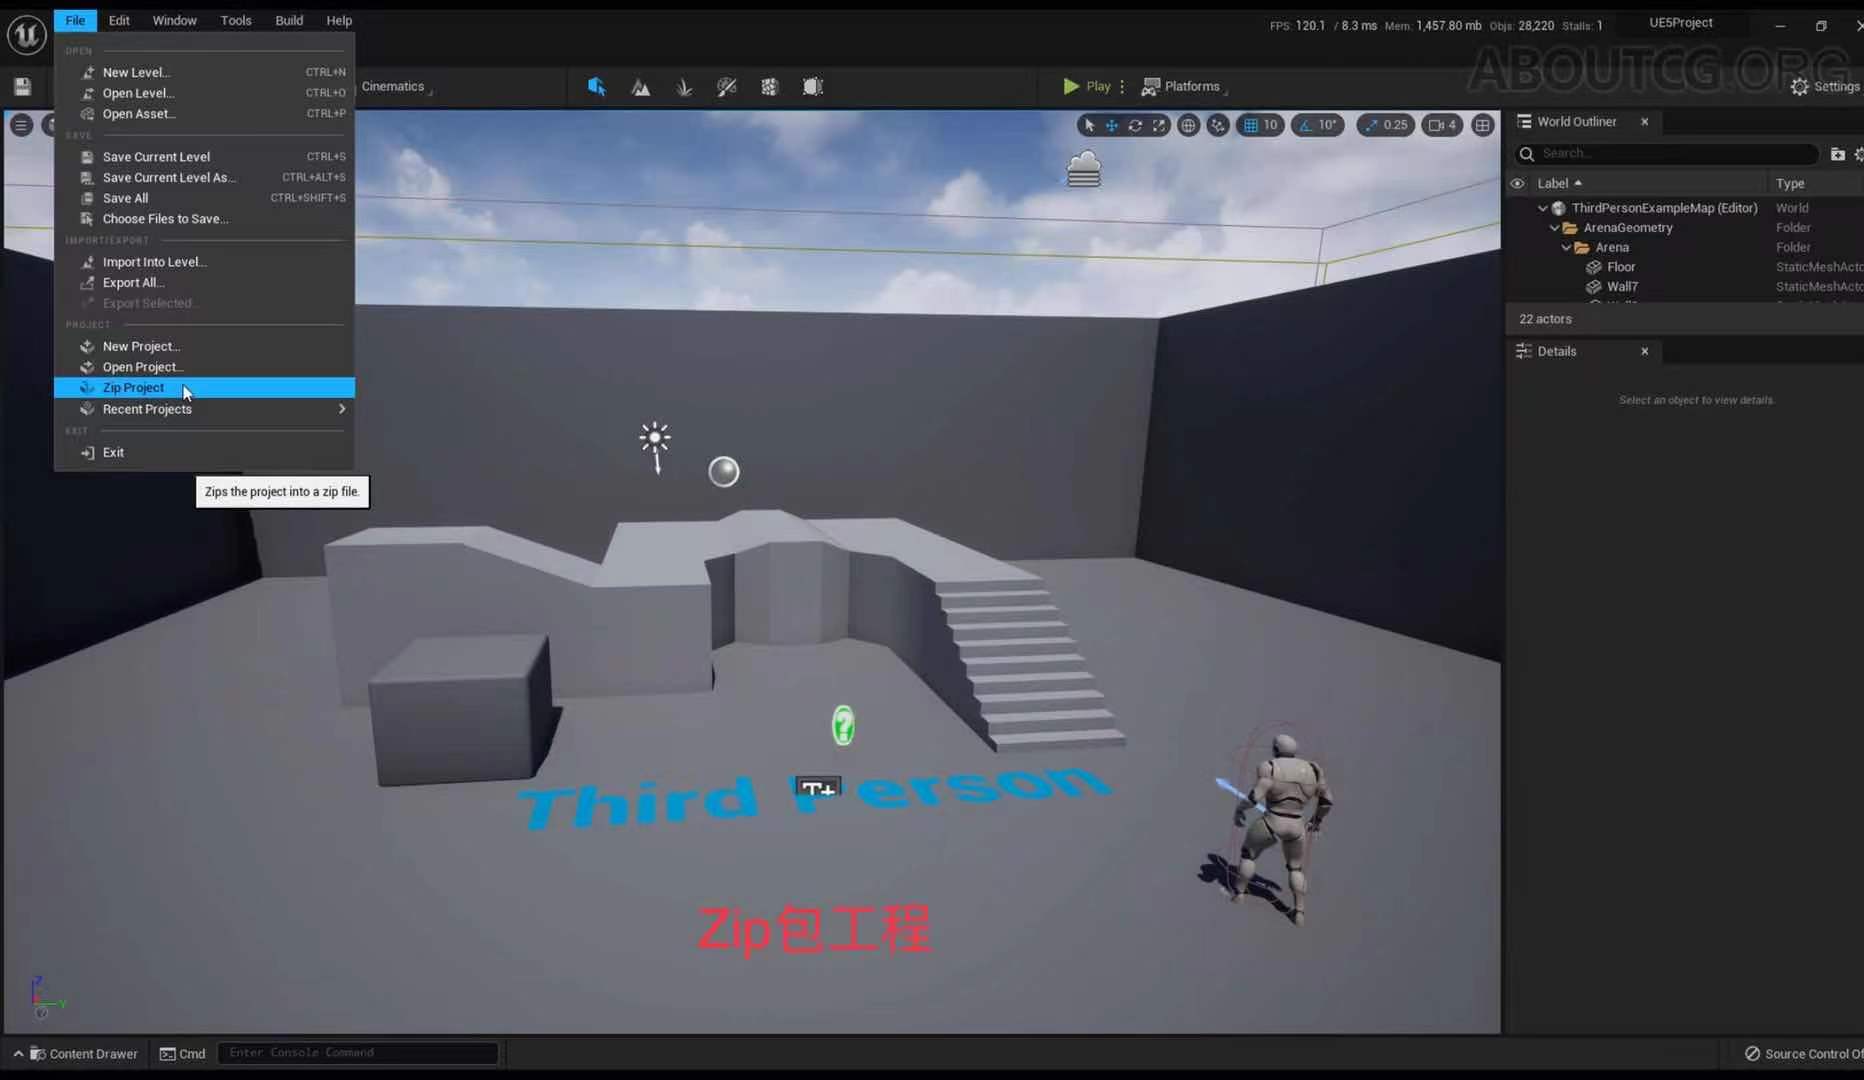 File Edit Window Tools Build Help
FPS: 120.1 / 8.3 ms Mem: 1,457.80 mb Objs: 28,220 Stalls: 1
UE5Project
ABOUTCG.ORG
OPEN
New Level... CTRL+N
Open Level... CTRL+O
Open Asset... CTRL+P
SAVE
Save Current Level CTRL+S
Save Current Level As... CTRL+ALT+S
Save All CTRL+SHIFT+S
Choose Files to Save...
IMPORT/EXPORT
Import Into Level...
Export All...
Export Selected...
PROJECT
New Project...
Open Project...
Zip Project
Recent Projects
EXIT
Exit
Zips the project into a zip file.
Cinematics
Play
Platforms
Settings
10 10° 0.25 4
World Outliner
Search...
Label Type
ThirdPersonExampleMap (Editor) World
ArenaGeometry Folder
Arena Folder
Floor StaticMeshActo
Wall7 StaticMeshActo
22 actors
Details
Select an object to view details.
Third Person
T+
?
Zip包工程
Z
Y
Content Drawer
Cmd
Enter Console Command
Source Control Of